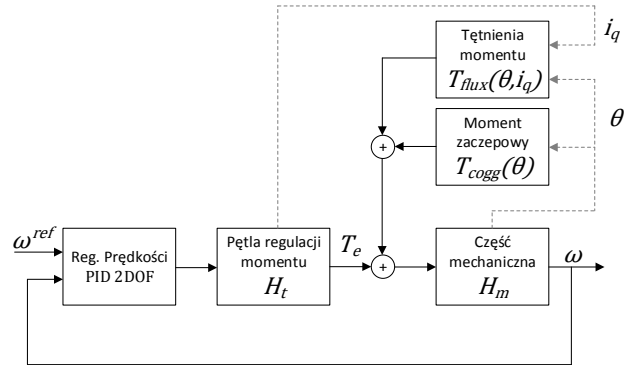 Tętnienia
momentu
T_flux(θ,i_q)
i_q
θ
Moment
zaczepowy
T_cogg(θ)
+
ω^ref
Reg. Prędkości
PID 2DOF
Pętla regulacji
momentu
H_t
T_e
+
Część
mechaniczna
H_m
ω